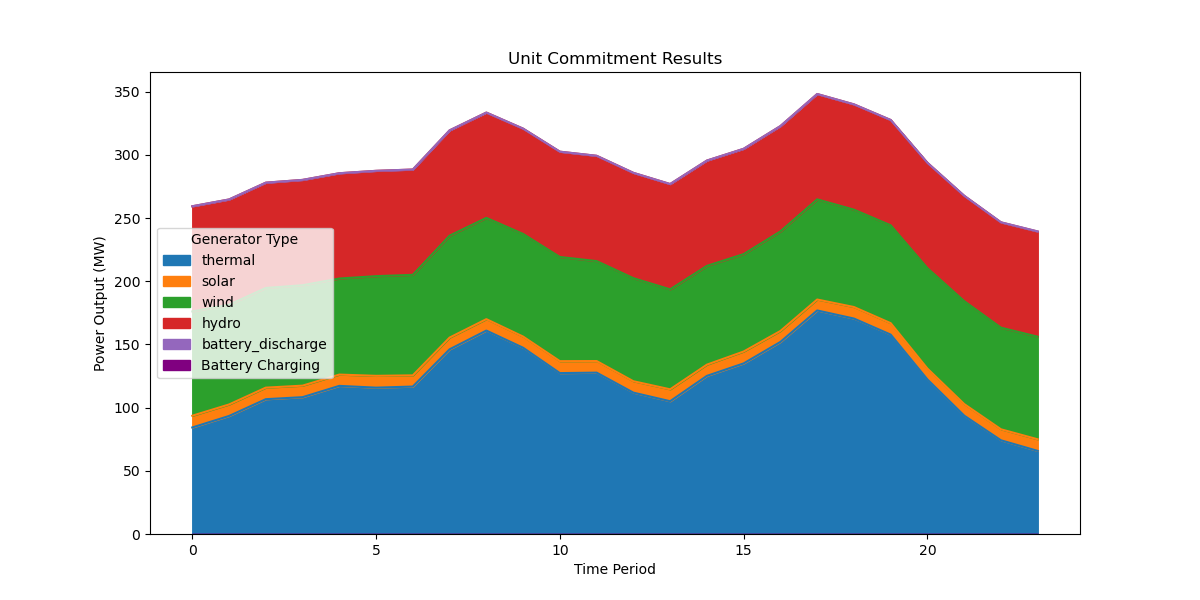 Unit Commitment Results
Power Output (MW)
350
300
250
200
150
100
50
0
Generator Type
thermal
solar
wind
hydro
battery_discharge
Battery Charging
0 5 10 15 20
Time Period